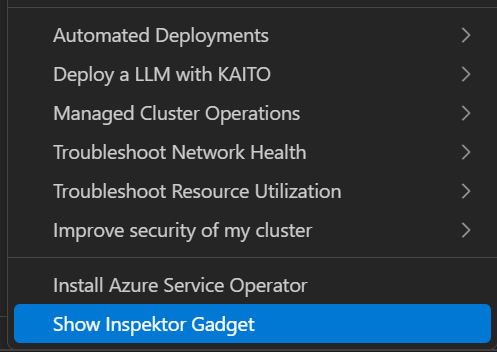 Automated Deployments
Deploy a LLM with KAITO
Managed Cluster Operations
Troubleshoot Network Health
Troubleshoot Resource Utilization
Improve security of my cluster
Install Azure Service Operator
Show Inspektor Gadget